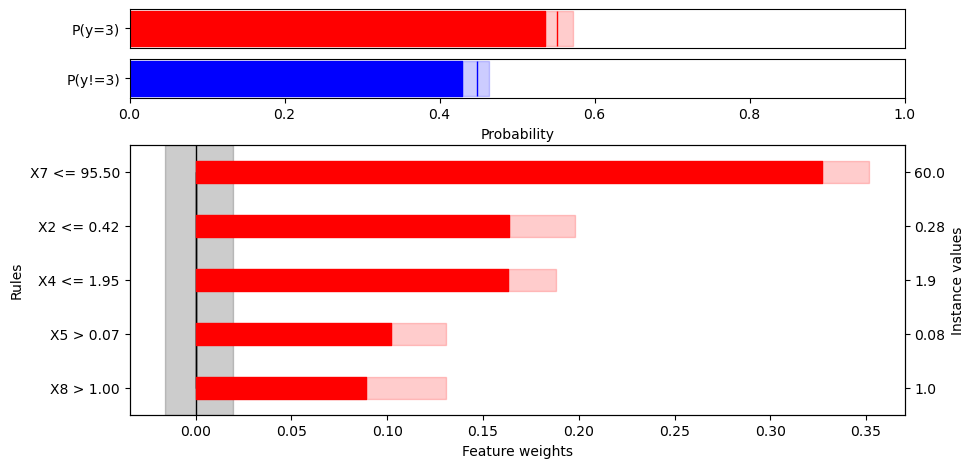 P(y=3)
P(y!=3)
0.0 0.2 0.4 0.6 0.8 1.0
Probability
X7 <= 95.50 60.0
X2 <= 0.42 0.28
X4 <= 1.95 1.9
X5 > 0.07 0.08
X8 > 1.00 1.0
Rules
Instance values
0.00 0.05 0.10 0.15 0.20 0.25 0.30 0.35
Feature weights